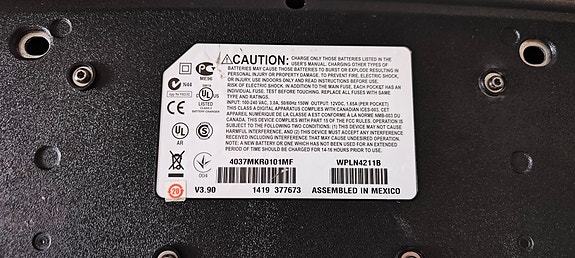 CAUTION: CHARGE ONLY THOSE BATTERIES LISTED IN THE
USER'S MANUAL. CHARGING OTHER TYPES OF
BATTERIES MAY CAUSE THOSE BATTERIES TO BURST OR EXPLODE RESULTING IN
PERSONAL INJURY OR PROPERTY DAMAGE. TO PREVENT FIRE, ELECTRIC SHOCK,
OR INJURY, USE INDOORS ONLY AND READ INSTRUCTIONS BEFORE USE.
SHOCK. IN ADDITION TO THE MAIN FUSE, EACH POCKET HAS AN
INDIVIDUAL FUSE. TEST BEFORE TOUCHING. REPLACE ALL FUSES WITH SAME
TYPE AND RATINGS.
INPUT: 100-240 VAC, 3.0A, 50/60Hz 150W OUTPUT: 12VDC, 1.65A (PER POCKET)
THIS CLASS A DIGITAL APPARATUS COMPLIES WITH CANADIAN ICES-003. CET
APPAREIL NUMERIQUE DE LA CLASSE A EST CONFORME A LA NORME NMB-003 DU
CANADA. THIS DEVICE COMPLIES WITH PART 15 OF THE FCC RULES. OPERATION IS
SUBJECT TO THE FOLLOWING TWO CONDITIONS: (1) THIS DEVICE MAY NOT CAUSE
HARMFUL INTERFERENCE, AND (2) THIS DEVICE MUST ACCEPT ANY INTERFERENCE
RECEIVED INCLUDING INTERFERENCE THAT MAY CAUSE UNDESIRED OPERATION.
NOTE: A NEW BATTERY OR ONE WHICH HAS NOT BEEN USED FOR AN EXTENDED
PERIOD OF TIME SHOULD BE CHARGED FOR 14-16 HOURS PRIOR TO USE.
N44
ME96
CE
UL
LISTED
BATTERY CHARGER
UL
AR
004
20
4037MKR0101MF WPLN4211B
V3.90 1419 377673 ASSEMBLED IN MEXICO